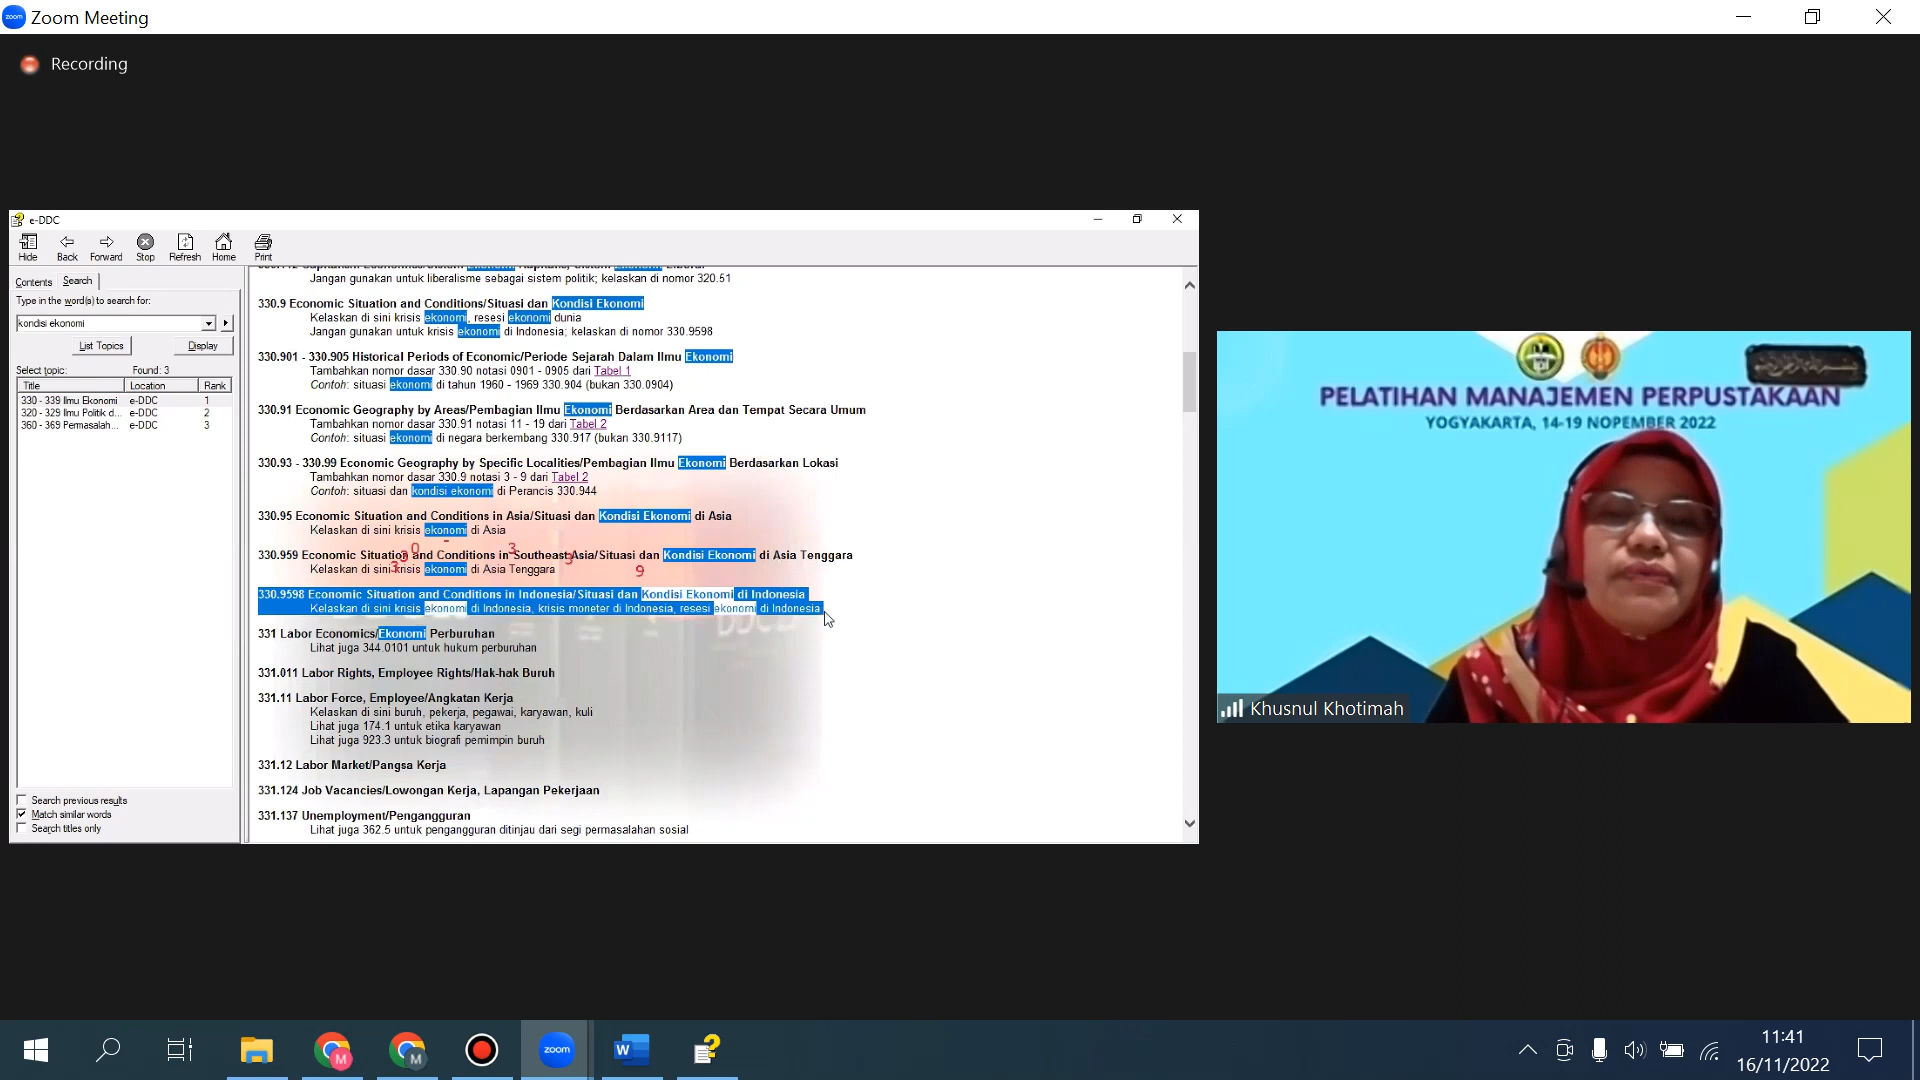 zoom Zoom Meeting
Recording
e-DDC
Hide Back Forward Stop Refresh Home Print
Contents Search
Type in the word(s) to search for:
kondisi ekonomi
List Topics Display
Select topic: Found: 3
Title Location Rank
330 - 339 Ilmu Ekonomi e-DDC 1
320 - 329 Ilmu Politik d... e-DDC 2
360 - 369 Permasalah... e-DDC 3
Search previous results
Match similar words
Search titles only
Jangan gunakan untuk liberalisme sebagai sistem politik; kelaskan di nomor 320.51
330.9 Economic Situation and Conditions/Situasi dan Kondisi Ekonomi
Kelaskan di sini krisis ekonomi, resesi ekonomi dunia
Jangan gunakan untuk krisis ekonomi di Indonesia; kelaskan di nomor 330.9598
330.901 - 330.905 Historical Periods of Economic/Periode Sejarah Dalam Ilmu Ekonomi
Tambahkan nomor dasar 330.90 notasi 0901 - 0905 dari Tabel 1
Contoh: situasi ekonomi di tahun 1960 - 1969 330.904 (bukan 330.0904)
330.91 Economic Geography by Areas/Pembagian Ilmu Ekonomi Berdasarkan Area dan Tempat Secara Umum
Tambahkan nomor dasar 330.91 notasi 11 - 19 dari Tabel 2
Contoh: situasi ekonomi di negara berkembang 330.917 (bukan 330.9117)
330.93 - 330.99 Economic Geography by Specific Localities/Pembagian Ilmu Ekonomi Berdasarkan Lokasi
Tambahkan nomor dasar 330.9 notasi 3 - 9 dari Tabel 2
Contoh: situasi dan kondisi ekonomi di Perancis 330.944
330.95 Economic Situation and Conditions in Asia/Situasi dan Kondisi Ekonomi di Asia
Kelaskan di sini krisis ekonomi di Asia
330.959 Economic Situation and Conditions in Southeast Asia/Situasi dan Kondisi Ekonomi di Asia Tenggara
Kelaskan di sini krisis ekonomi di Asia Tenggara
330.9598 Economic Situation and Conditions in Indonesia/Situasi dan Kondisi Ekonomi di Indonesia
Kelaskan di sini krisis ekonomi di Indonesia, krisis moneter di Indonesia, resesi ekonomi di Indonesia
331 Labor Economics/Ekonomi Perburuhan
Lihat juga 344.0101 untuk hukum perburuhan
331.011 Labor Rights, Employee Rights/Hak-hak Buruh
331.11 Labor Force, Employee/Angkatan Kerja
Kelaskan di sini buruh, pekerja, pegawai, karyawan, kuli
Lihat juga 174.1 untuk etika karyawan
Lihat juga 923.3 untuk biografi pemimpin buruh
331.12 Labor Market/Pangsa Kerja
331.124 Job Vacancies/Lowongan Kerja, Lapangan Pekerjaan
331.137 Unemployment/Pengangguran
Lihat juga 362.5 untuk pengangguran ditinjau dari segi permasalahan sosial
PELATIHAN MANAJEMEN PERPUSTAKAAN
YOGYAKARTA, 14-19 NOPEMBER 2022
Khusnul Khotimah
M M zoom W
11:41
16/11/2022